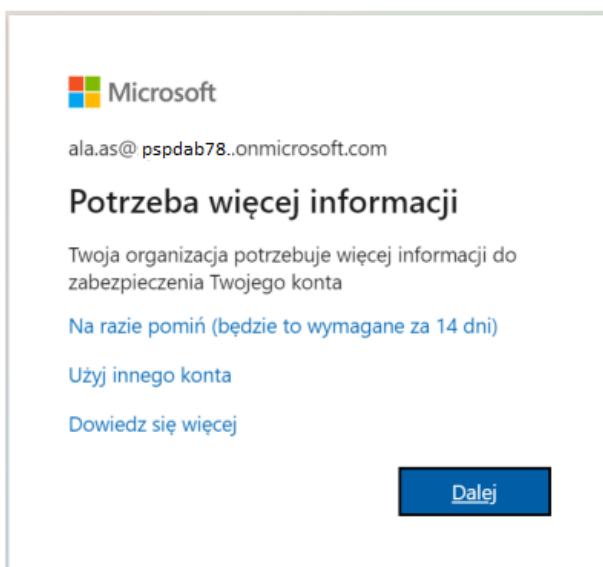 Microsoft
ala.as@ pspdab78..onmicrosoft.com
Potrzeba więcej informacji
Twoja organizacja potrzebuje więcej informacji do
zabezpieczenia Twojego konta
Na razie pomiń (będzie to wymagane za 14 dni)
Użyj innego konta
Dowiedz się więcej
Dalej